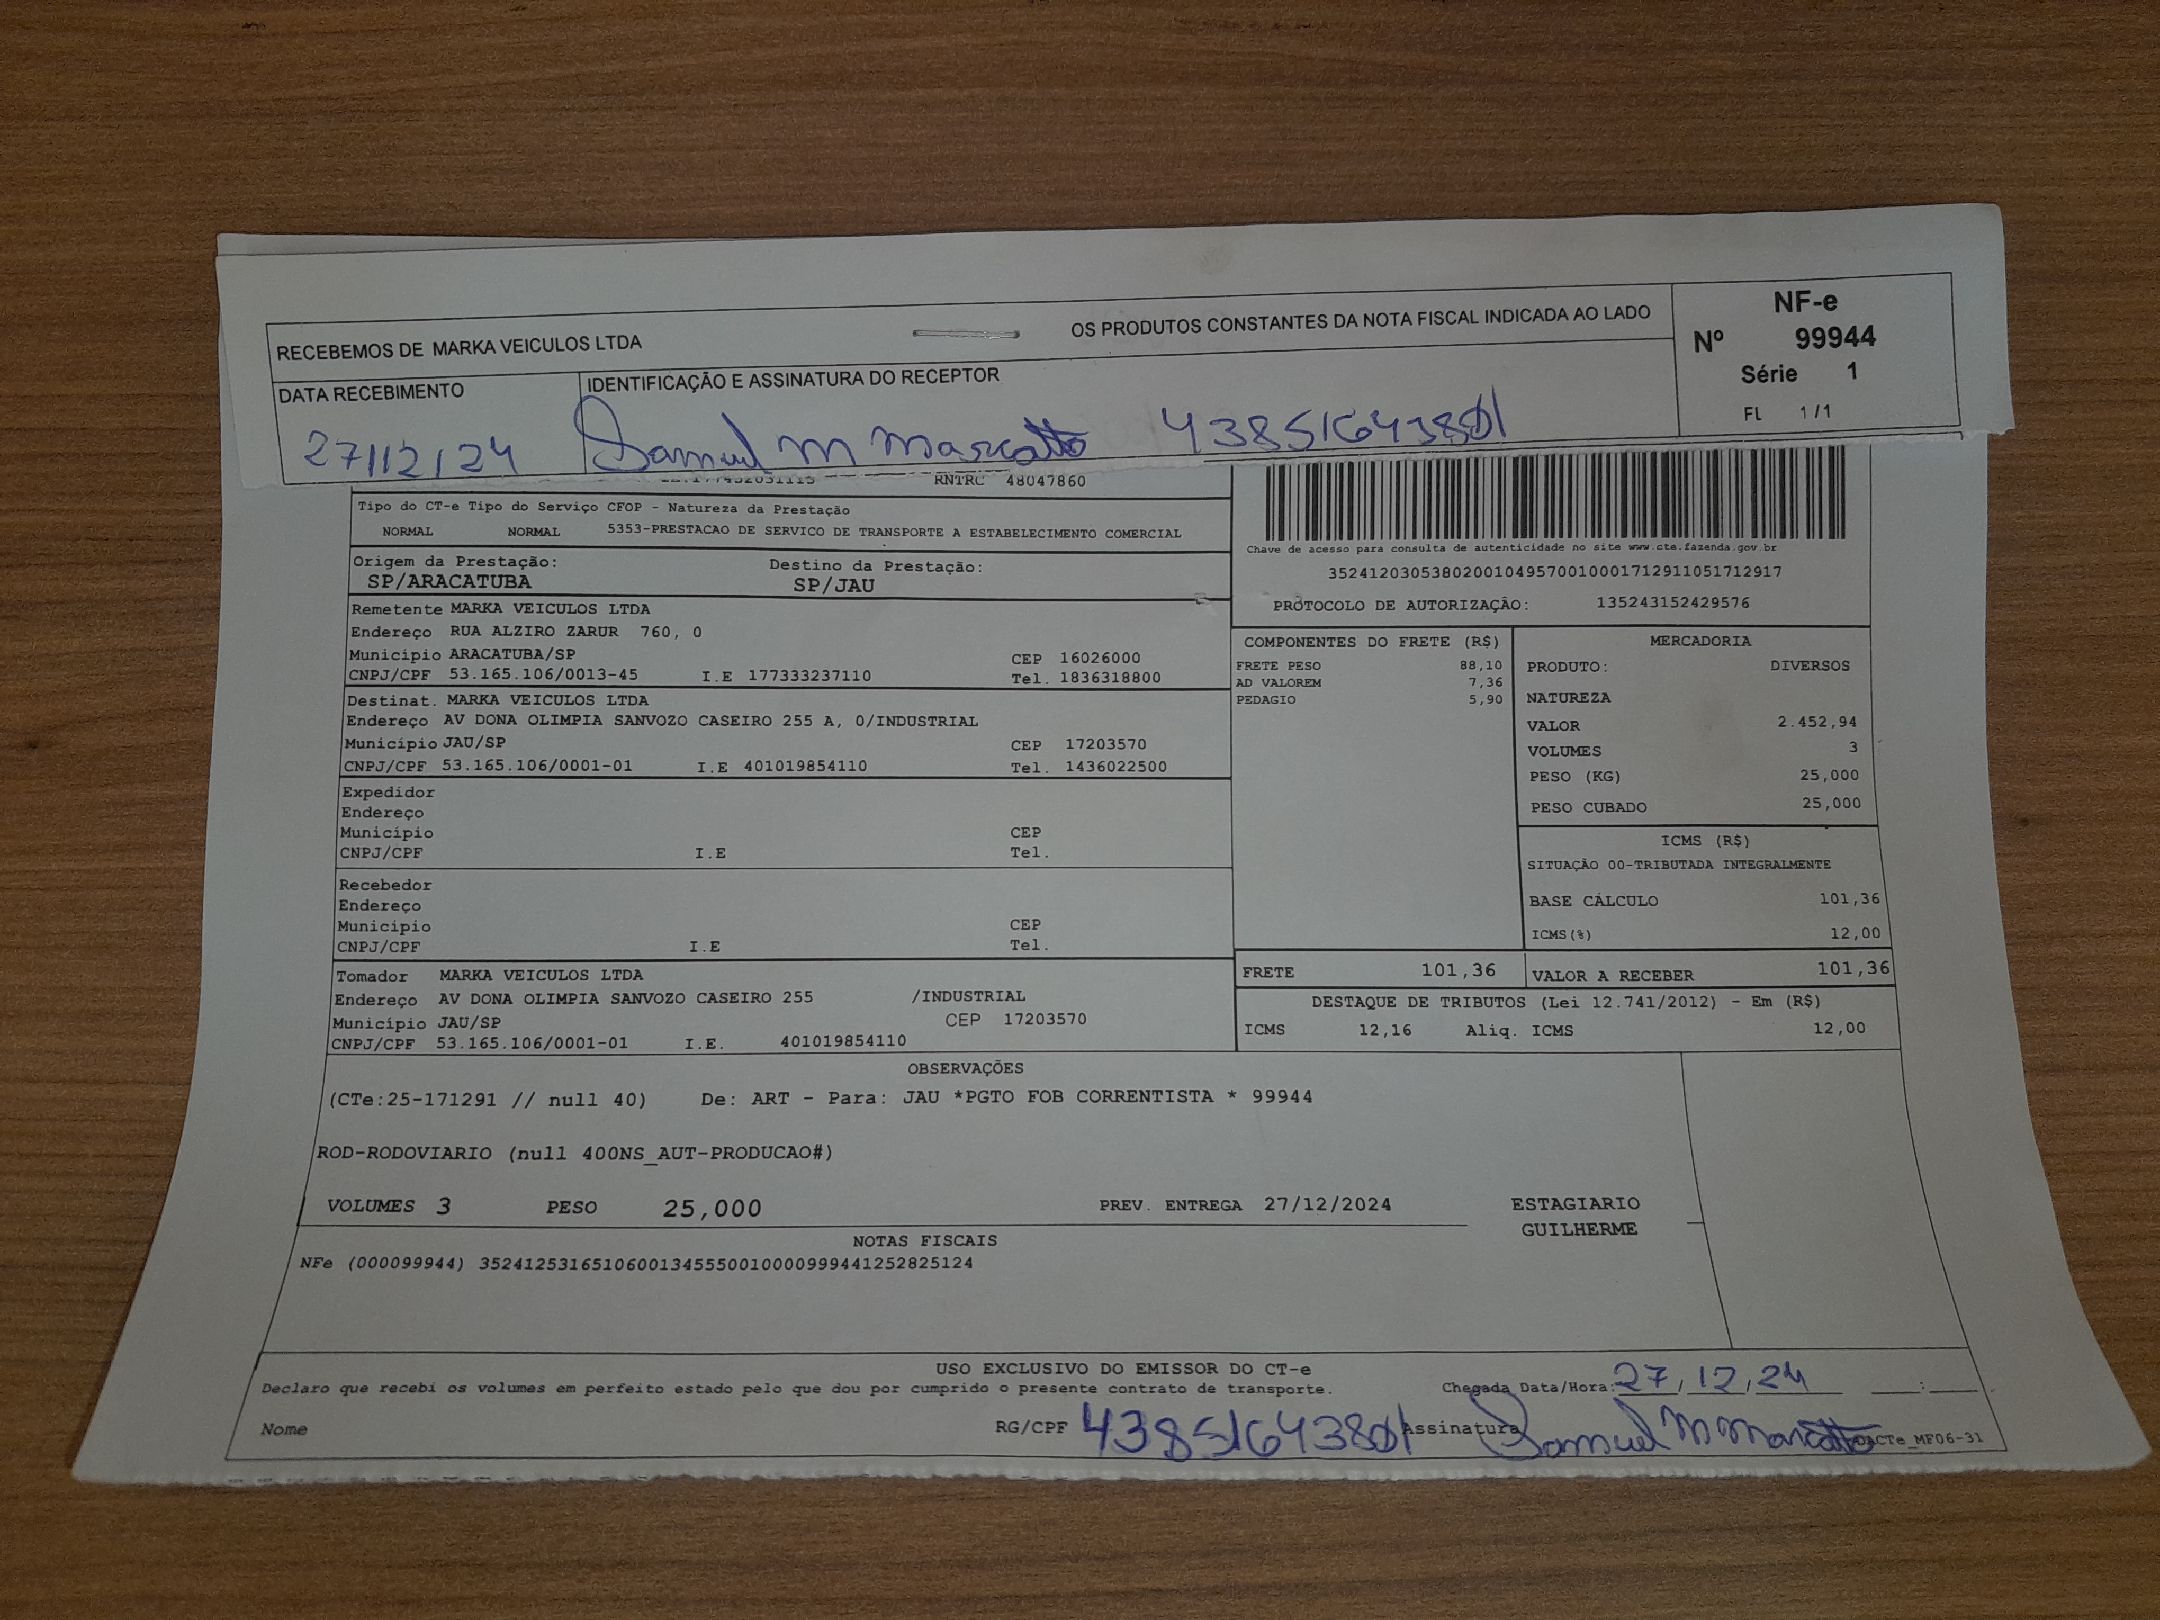 RECEBEMOS DE MARKA VEICULOS LTDA OS PRODUTOS CONSTANTES DA NOTA FISCAL INDICADA AO LADO
NF-e
Nº 99944
Série 1
FL 1/1
DATA RECEBIMENTO IDENTIFICAÇÃO E ASSINATURA DO RECEPTOR
27/12/24 Samuel M Marcatto 43851643801
RNTRC 48047860
Tipo do CT-e Tipo do Serviço CFOP - Natureza da Prestação
NORMAL NORMAL 5353-PRESTACAO DE SERVICO DE TRANSPORTE A ESTABELECIMENTO COMERCIAL
Origem da Prestação: Destino da Prestação:
SP/ARACATUBA SP/JAU
Chave de acesso para consulta de autenticidade no site www.cte.fazenda.gov.br
35241203053802001049570010001712911051712917
PROTOCOLO DE AUTORIZAÇÃO: 135243152429576
Remetente MARKA VEICULOS LTDA
Endereço RUA ALZIRO ZARUR 760, 0
Município ARACATUBA/SP CEP 16026000
CNPJ/CPF 53.165.106/0013-45 I.E 177333237110 Tel. 1836318800
Destinat. MARKA VEICULOS LTDA
Endereço AV DONA OLIMPIA SANVOZO CASEIRO 255 A, 0/INDUSTRIAL
Município JAU/SP CEP 17203570
CNPJ/CPF 53.165.106/0001-01 I.E 401019854110 Tel. 1436022500
Expedidor
Endereço
Município CEP
CNPJ/CPF I.E Tel.
Recebedor
Endereço
Município CEP
CNPJ/CPF I.E Tel.
Tomador MARKA VEICULOS LTDA
Endereço AV DONA OLIMPIA SANVOZO CASEIRO 255 /INDUSTRIAL
Município JAU/SP CEP 17203570
CNPJ/CPF 53.165.106/0001-01 I.E. 401019854110
COMPONENTES DO FRETE (R$)
FRETE PESO 88,10
AD VALOREM 7,36
PEDAGIO 5,90
MERCADORIA
PRODUTO: DIVERSOS
NATUREZA
VALOR 2.452,94
VOLUMES 3
PESO (KG) 25,000
PESO CUBADO 25,000
ICMS (R$)
SITUAÇÃO 00-TRIBUTADA INTEGRALMENTE
BASE CÁLCULO 101,36
ICMS(%) 12,00
FRETE 101,36 VALOR A RECEBER 101,36
DESTAQUE DE TRIBUTOS (Lei 12.741/2012) - Em (R$)
ICMS 12,16 Aliq. ICMS 12,00
OBSERVAÇÕES
(CTe:25-171291 // null 40) De: ART - Para: JAU *PGTO FOB CORRENTISTA * 99944
ROD-RODOVIARIO (null 400NS_AUT-PRODUCAO#)
VOLUMES 3 PESO 25,000 PREV. ENTREGA 27/12/2024 ESTAGIARIO
GUILHERME
NOTAS FISCAIS
NFe (000099944) 35241253165106001345550010000999441252825124
USO EXCLUSIVO DO EMISSOR DO CT-e
Declaro que recebi os volumes em perfeito estado pelo que dou por cumprido o presente contrato de transporte. Chegada Data/Hora: 27/12/24 :
Nome RG/CPF 43851643801 Assinatura Samuel M Marcatto DACTe_MF06-31